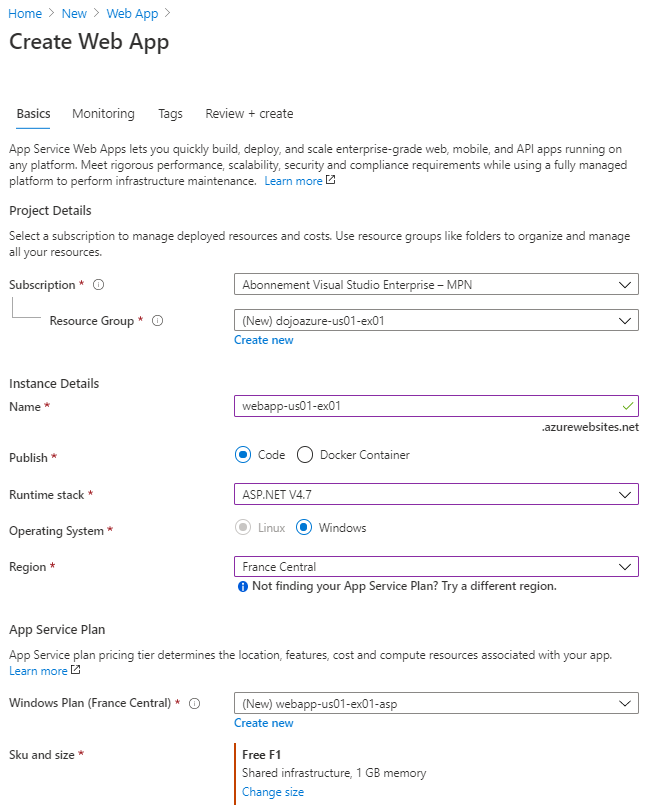 Home > New > Web App >
Create Web App
Basics Monitoring Tags Review + create
App Service Web Apps lets you quickly build, deploy, and scale enterprise-grade web, mobile, and API apps running on
any platform. Meet rigorous performance, scalability, security and compliance requirements while using a fully managed
platform to perform infrastructure maintenance. Learn more
Project Details
Select a subscription to manage deployed resources and costs. Use resource groups like folders to organize and manage
all your resources.
Subscription * Abonnement Visual Studio Enterprise – MPN
Resource Group * (New) dojoazure-us01-ex01
Create new
Instance Details
Name * webapp-us01-ex01
.azurewebsites.net
Publish * Code Docker Container
Runtime stack * ASP.NET V4.7
Operating System * Linux Windows
Region * France Central
Not finding your App Service Plan? Try a different region.
App Service Plan
App Service plan pricing tier determines the location, features, cost and compute resources associated with your app.
Learn more
Windows Plan (France Central) * (New) webapp-us01-ex01-asp
Create new
Sku and size * Free F1
Shared infrastructure, 1 GB memory
Change size